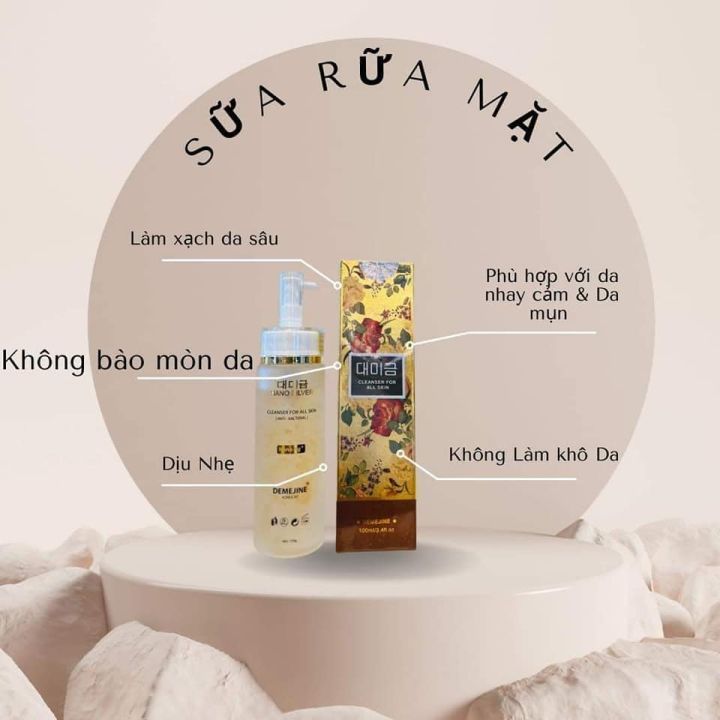 SỮA RỮA MẶT
Làm xạch da sâu
Phù hợp với da
nhay cảm & Da
mụn
Không bào mòn da
Dịu Nhẹ
Không Làm khô Da
대미금
CLEANSER FOR ALL SKIN
DEMEJINE
대미금
CLEANSER FOR
ALL SKIN
DEMEJINE